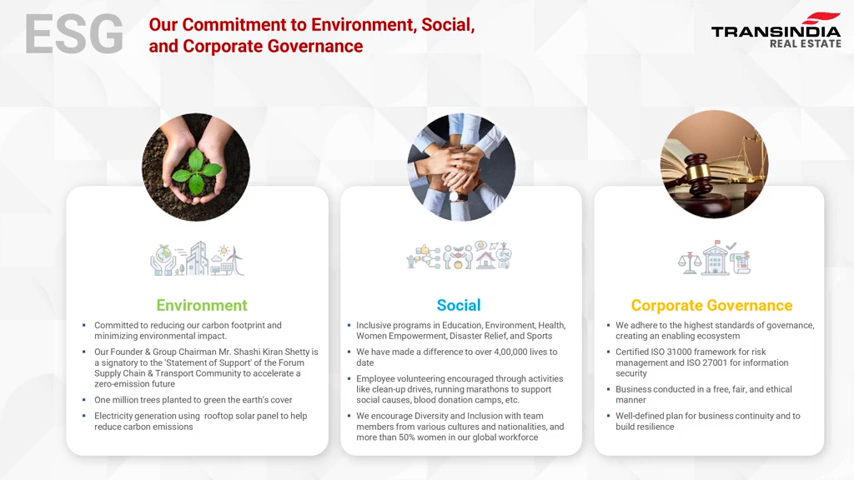 ESG
Our Commitment to Environment, Social,
and Corporate Governance
TRANSINDIA
REAL ESTATE
Environment
• Committed to reducing our carbon footprint and
minimizing environmental impact.
• Our Founder & Group Chairman Mr. Shashi Kiran Shetty is
a signatory to the 'Statement of Support' of the Forum
Supply Chain & Transport Community to accelerate a
zero-emission future
• One million trees planted to green the earth's cover
• Electricity generation using rooftop solar panel to help
reduce carbon emissions
Social
• Inclusive programs in Education, Environment, Health,
Women Empowerment, Disaster Relief, and Sports
• We have made a difference to over 4,00,000 lives to
date
• Employee volunteering encouraged through activities
like clean-up drives, running marathons to support
social causes, blood donation camps, etc.
• We encourage Diversity and Inclusion with team
members from various cultures and nationalities, and
more than 50% women in our global workforce
Corporate Governance
• We adhere to the highest standards of governance,
creating an enabling ecosystem
• Certified ISO 31000 framework for risk
management and ISO 27001 for information
security
• Business conducted in a free, fair, and ethical
manner
• Well-defined plan for business continuity and to
build resilience